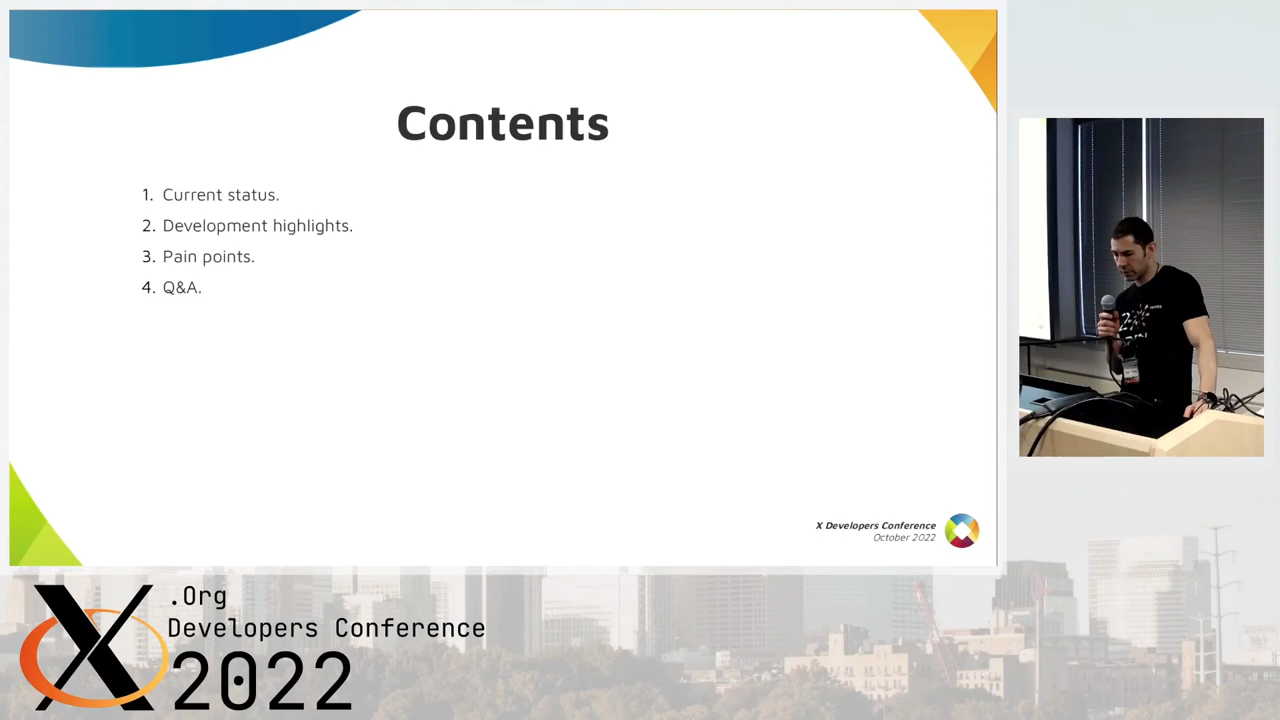 Contents
1. Current status.
2. Development highlights.
3. Pain points.
4. Q&A.
X Developers Conference
October 2022
X.Org
Developers Conference
2022